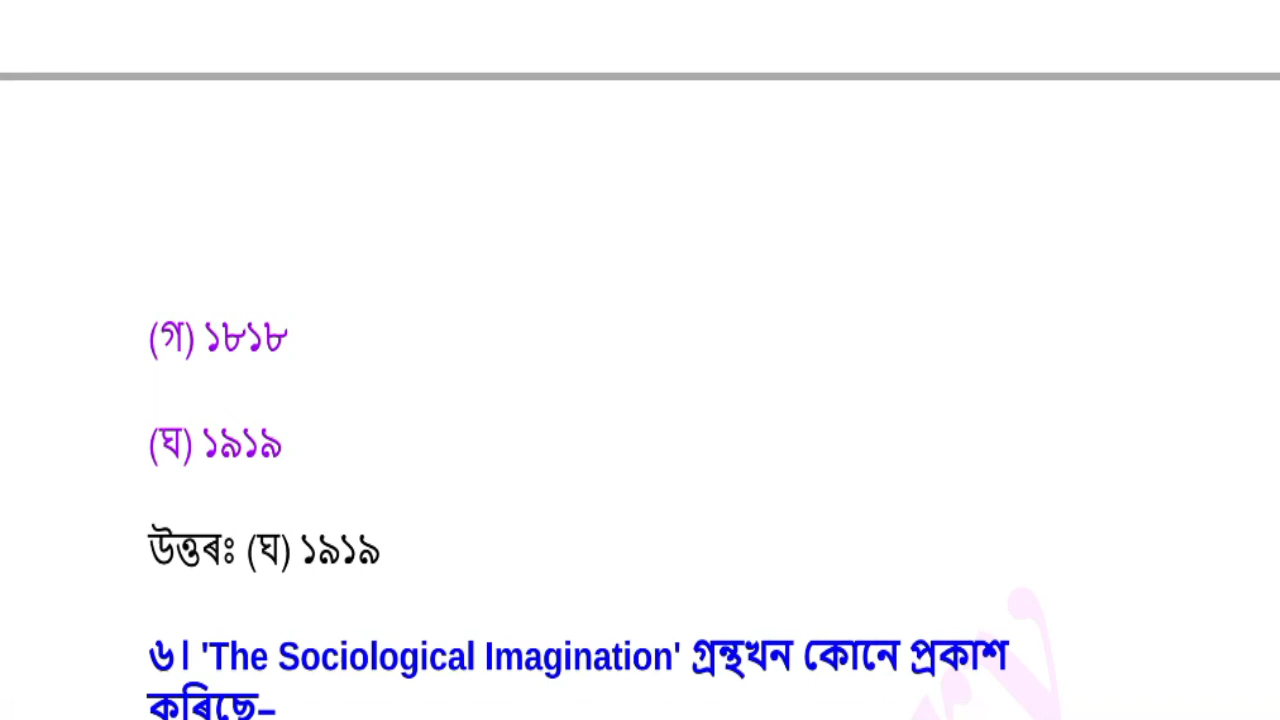 (গ) ১৮১৮
(ঘ) ১৯১৯
উত্তৰঃ (ঘ) ১৯১৯
৬। 'The Sociological Imagination' গ্ৰন্থখন কোনে প্ৰকাশ
কৰিছে–